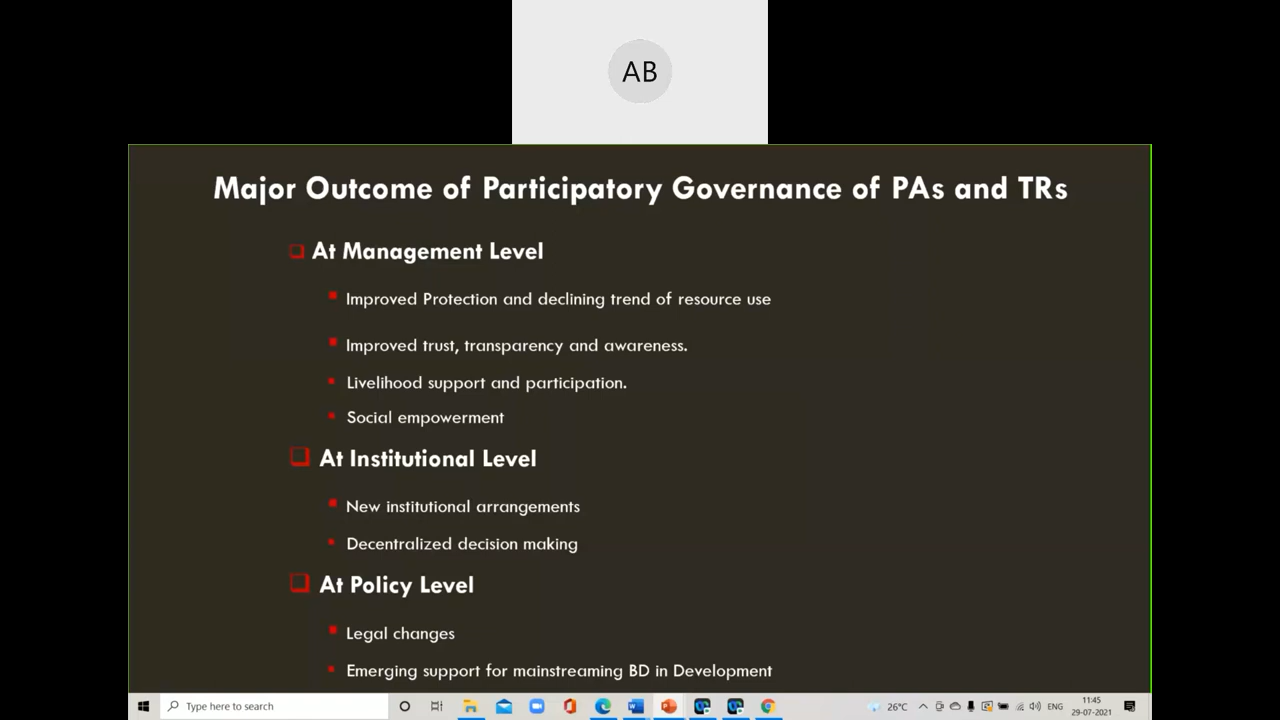 AB
Major Outcome of Participatory Governance of PAs and TRs
At Management Level
Improved Protection and declining trend of resource use
Improved trust, transparency and awareness.
Livelihood support and participation.
Social empowerment
At Institutional Level
New institutional arrangements
Decentralized decision making
At Policy Level
Legal changes
Emerging support for mainstreaming BD in Development
Type here to search
26°C
ENG
11:45
29-07-2021